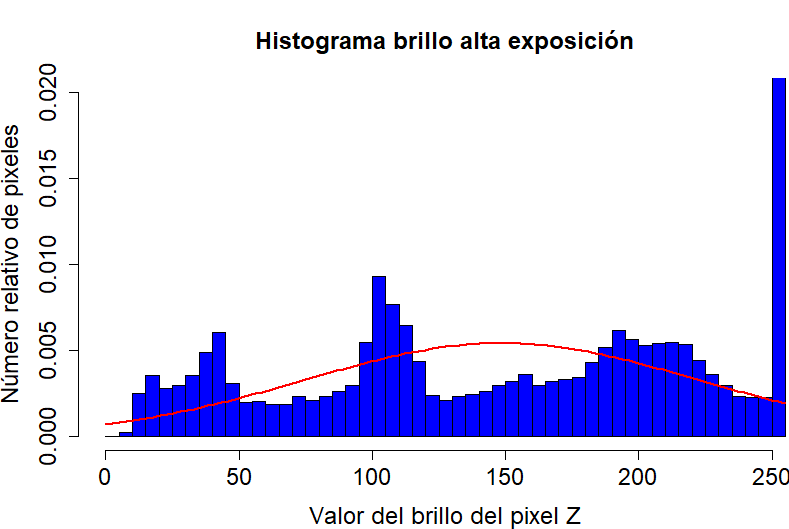 Histograma brillo alta exposición
Número relativo de pixeles
0.020
0.015
0.010
0.005
0.000
0 50 100 150 200 250
Valor del brillo del pixel Z